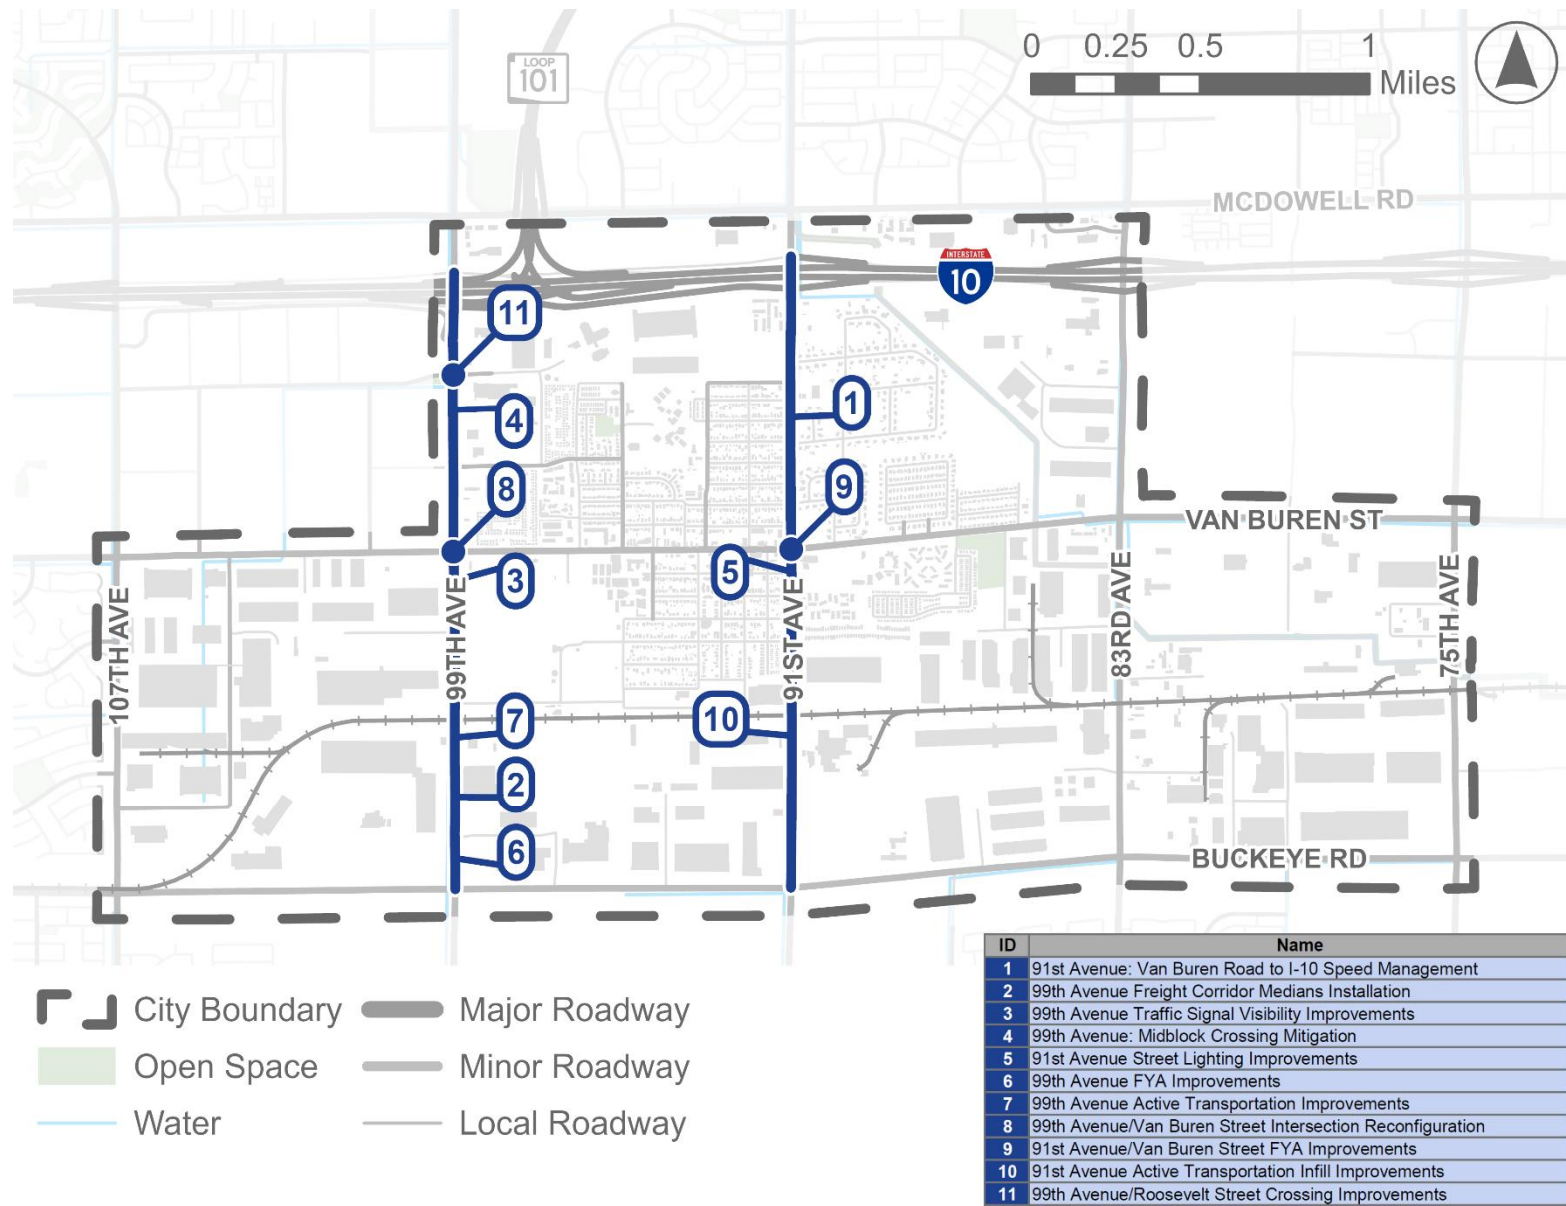 0 0.25 0.5 1
Miles
LOOP
101
MCDOWELL RD
INTERSTATE
10
11
4
1
8
9
VAN BUREN ST
3
5
107TH AVE
99TH AVE
91ST AVE
83RD AVE
75TH AVE
7
10
2
6
BUCKEYE RD
City Boundary
Open Space
Water
Major Roadway
Minor Roadway
Local Roadway
ID Name
1 91st Avenue: Van Buren Road to I-10 Speed Management
2 99th Avenue Freight Corridor Medians Installation
3 99th Avenue Traffic Signal Visibility Improvements
4 99th Avenue: Midblock Crossing Mitigation
5 91st Avenue Street Lighting Improvements
6 99th Avenue FYA Improvements
7 99th Avenue Active Transportation Improvements
8 99th Avenue/Van Buren Street Intersection Reconfiguration
9 91st Avenue/Van Buren Street FYA Improvements
10 91st Avenue Active Transportation Infill Improvements
11 99th Avenue/Roosevelt Street Crossing Improvements